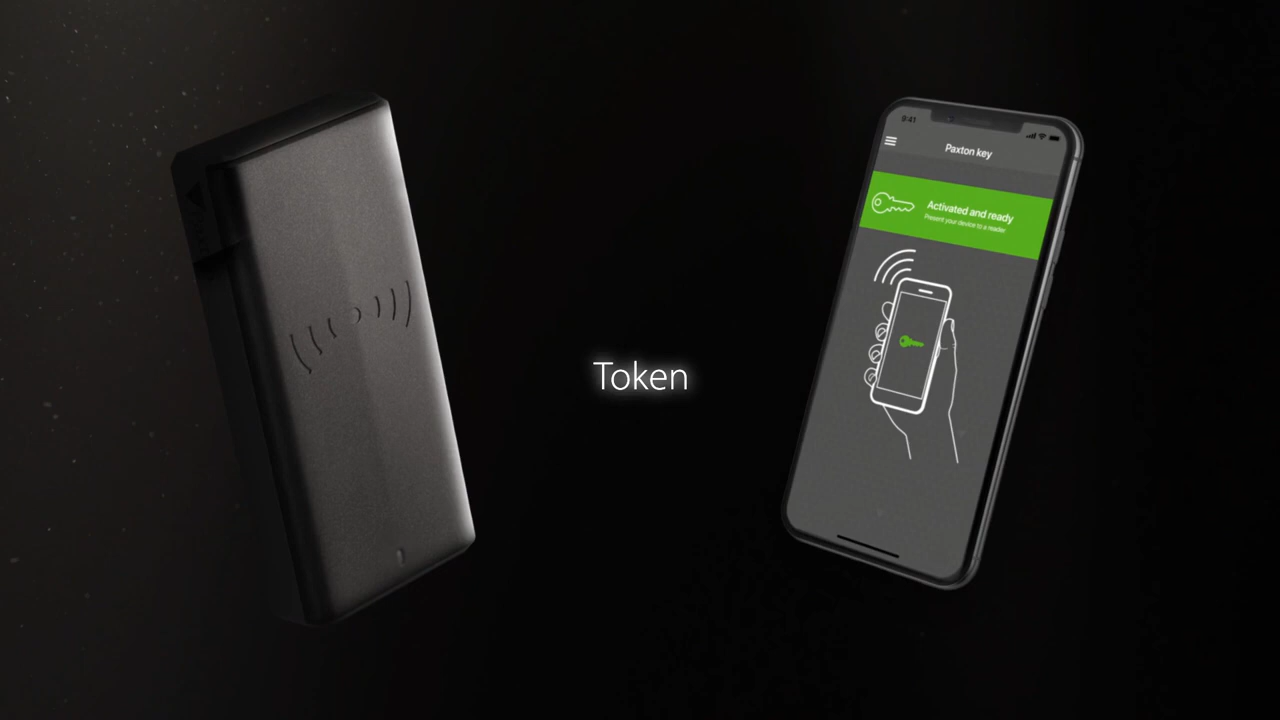 9:41
Paxton key
Activated and ready
Present your device to a reader
Token